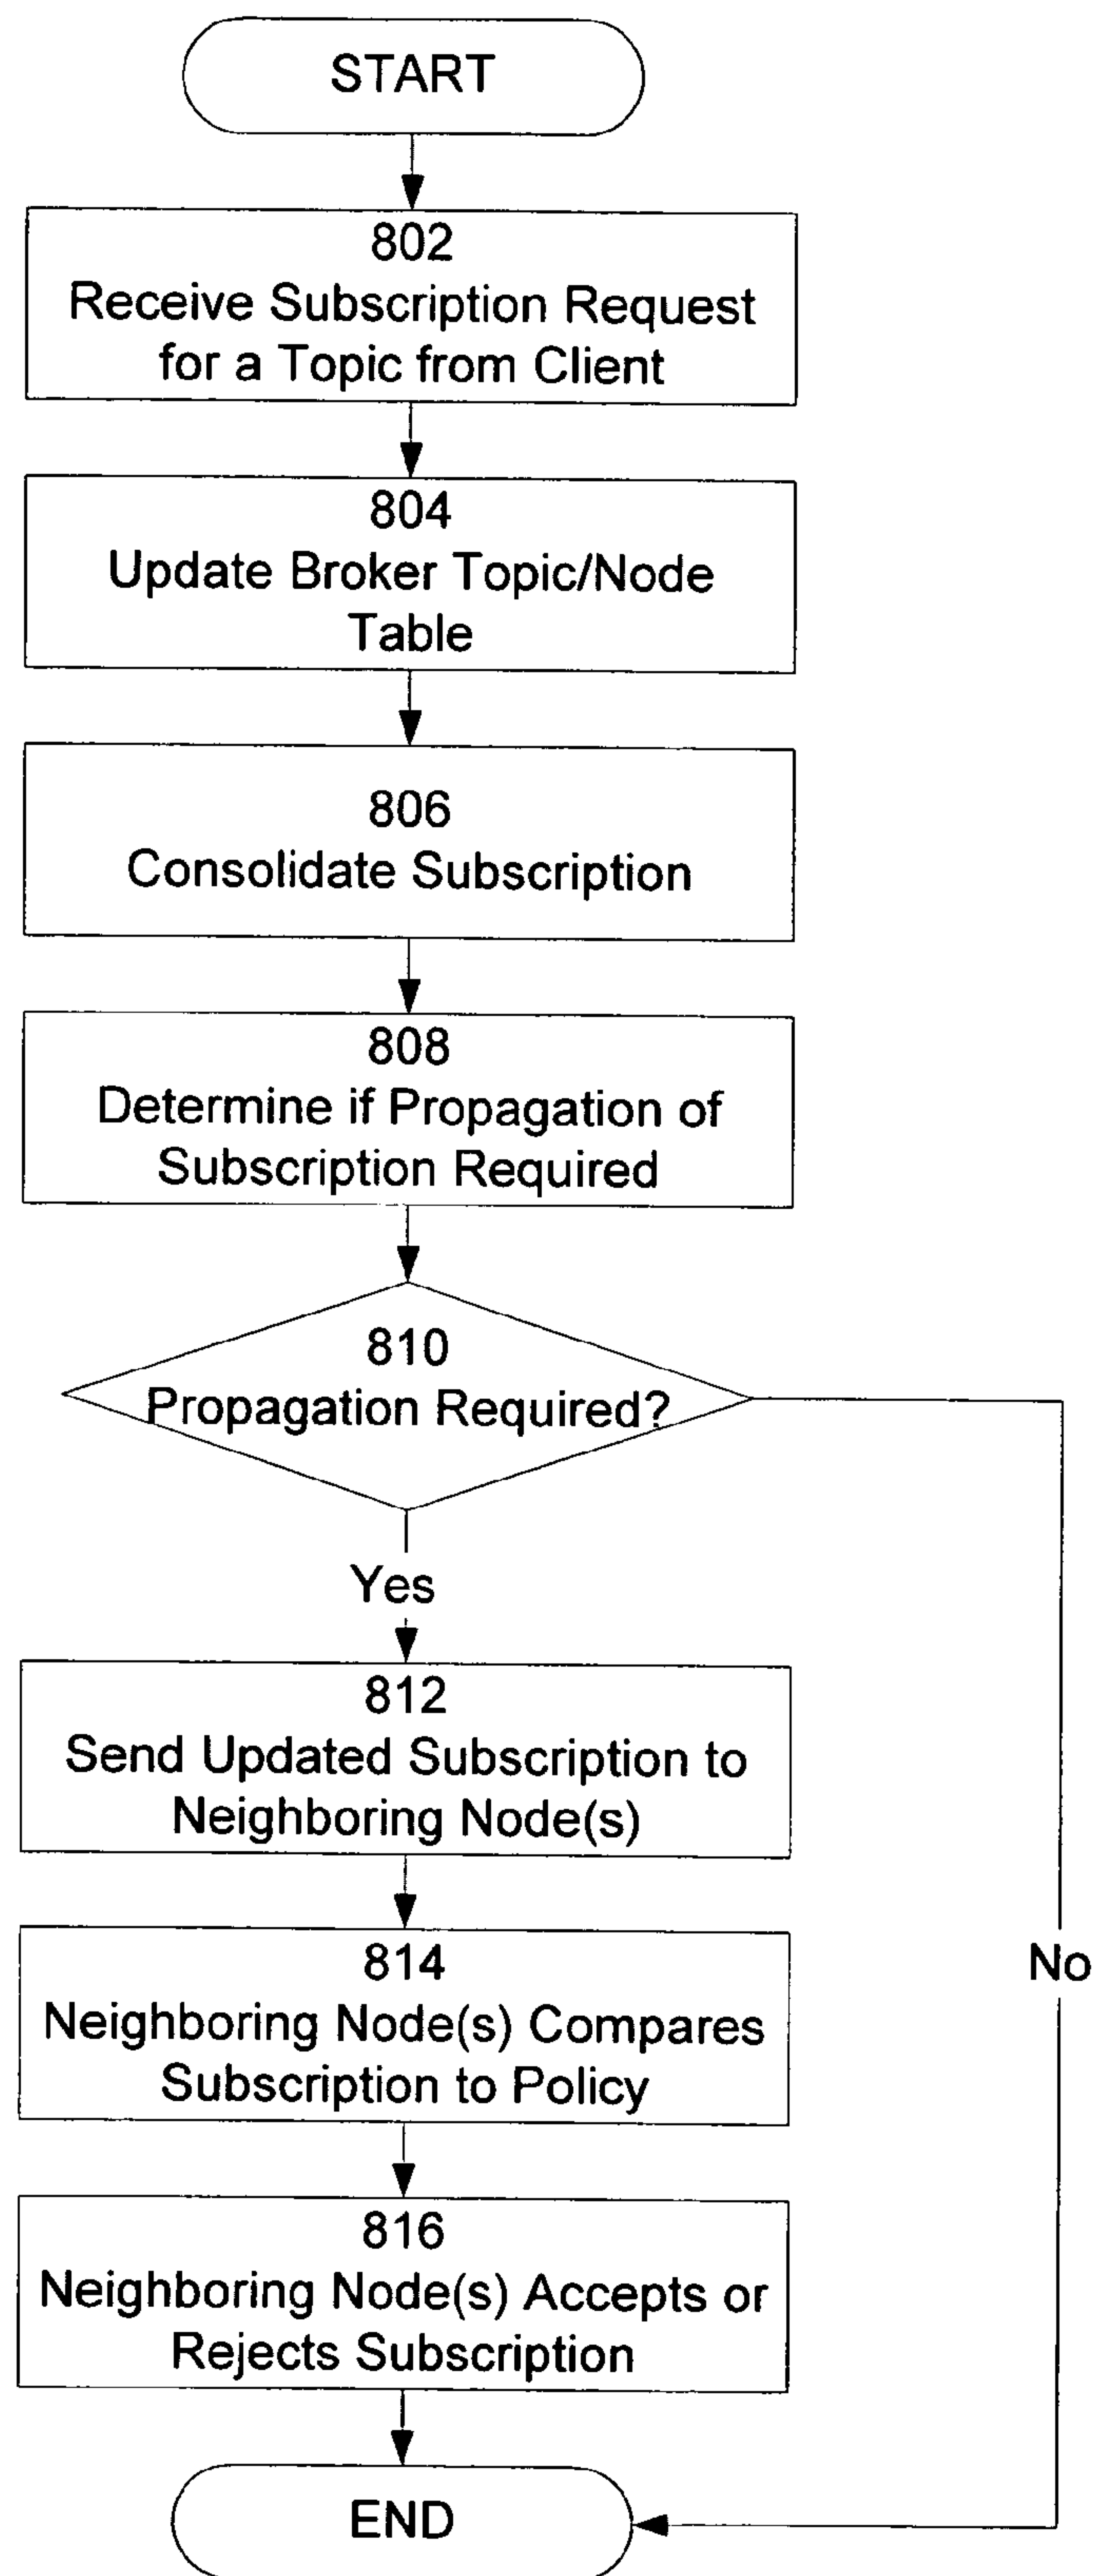 START
802
Receive Subscription Request
for a Topic from Client
804
Update Broker Topic/Node
Table
806
Consolidate Subscription
808
Determine if Propagation of
Subscription Required
810
Propagation Required?
Yes
812
Send Updated Subscription to
Neighboring Node(s)
814
Neighboring Node(s) Compares
Subscription to Policy
No
816
Neighboring Node(s) Accepts or
Rejects Subscription
END